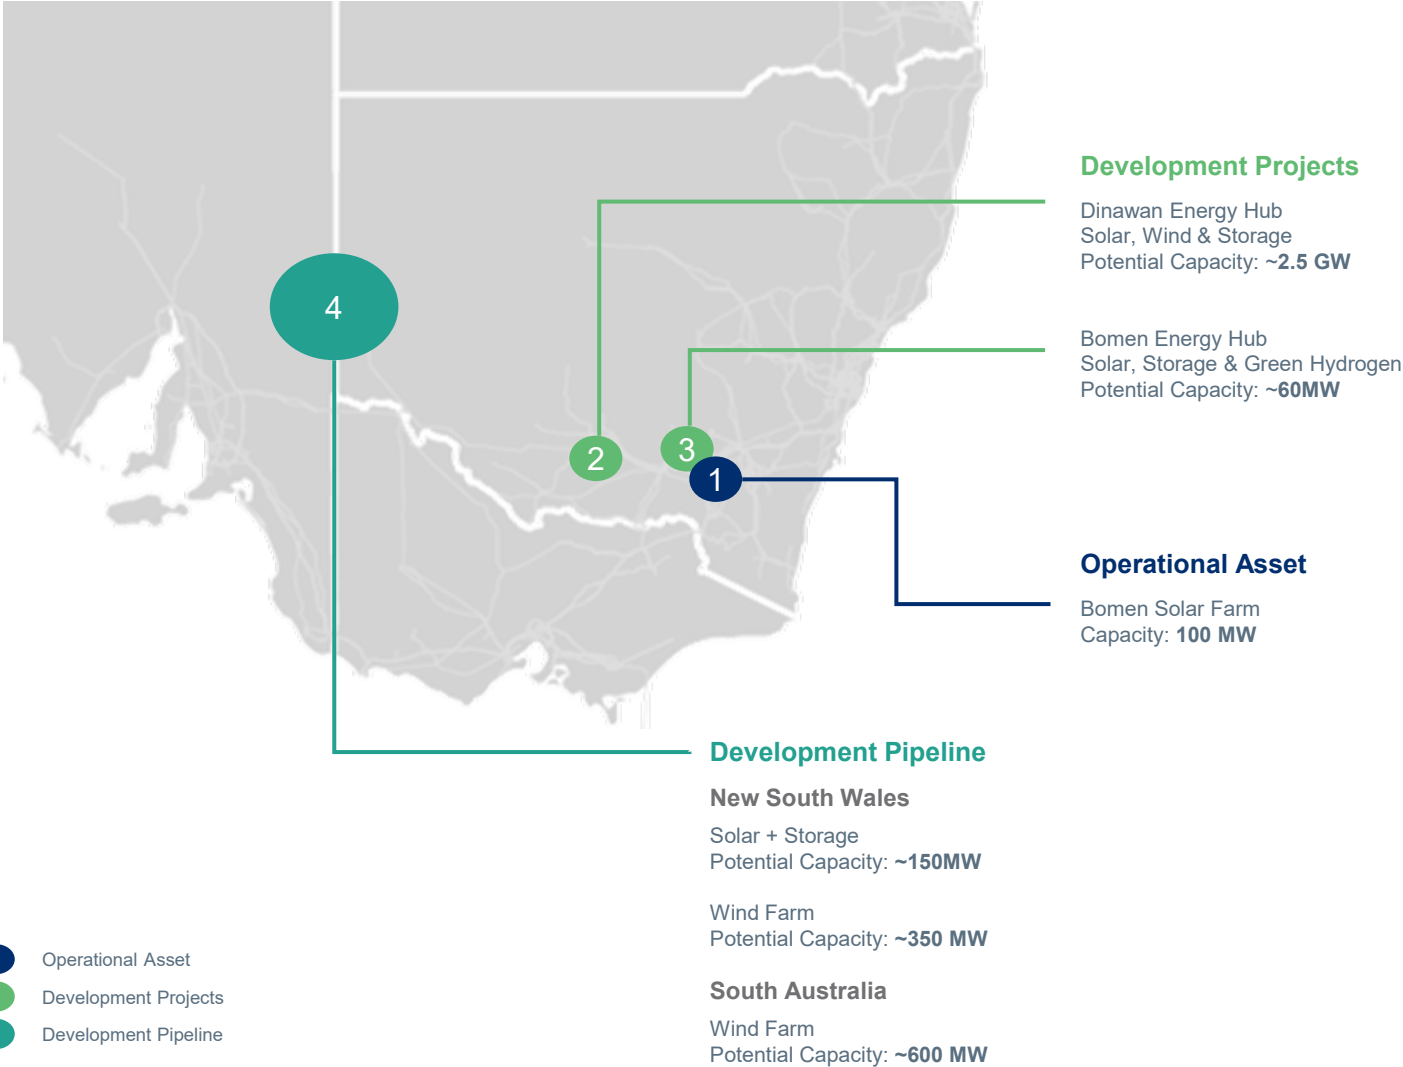 Development Projects
Dinawan Energy Hub
Solar, Wind & Storage
Potential Capacity: ~2.5 GW
Bomen Energy Hub
Solar, Storage & Green Hydrogen
Potential Capacity: ~60MW
4
2
3
1
Operational Asset
Bomen Solar Farm
Capacity: 100 MW
Development Pipeline
New South Wales
Solar + Storage
Potential Capacity: ~150MW
Wind Farm
Potential Capacity: ~350 MW
South Australia
Wind Farm
Potential Capacity: ~600 MW
Operational Asset
Development Projects
Development Pipeline